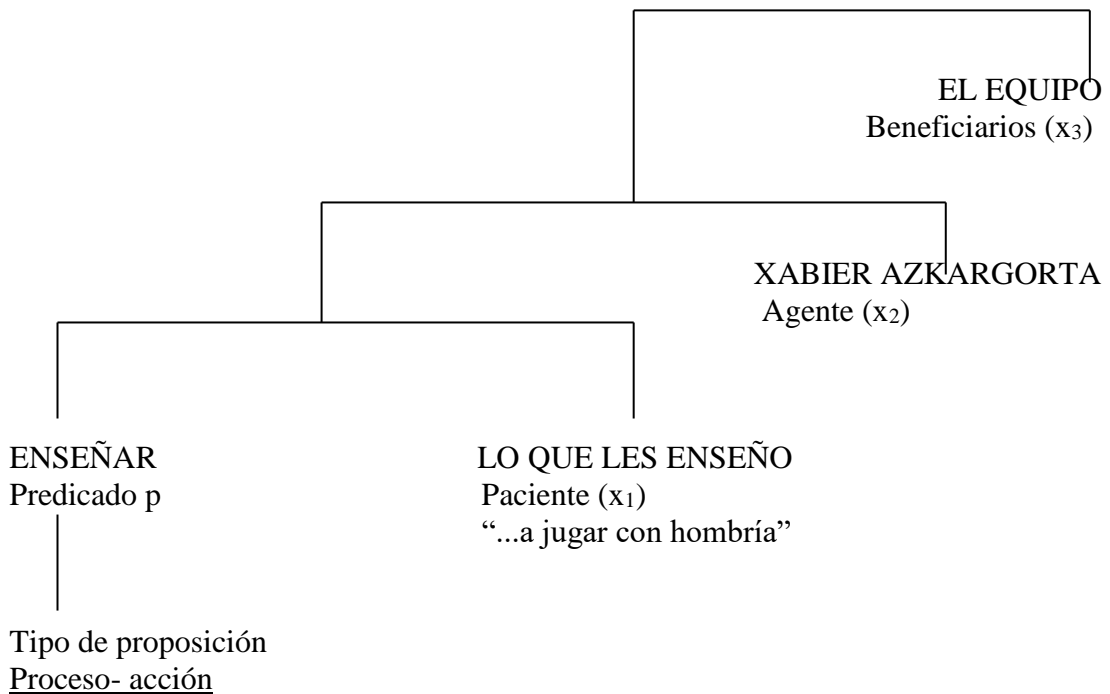 EL EQUIPO
Beneficiarios (x₃)
XABIER AZKARGORTA
Agente (x₂)
ENSEÑAR
Predicado p
LO QUE LES ENSEÑO
Paciente (x₁)
“...a jugar con hombría”
Tipo de proposición
Proceso- acción